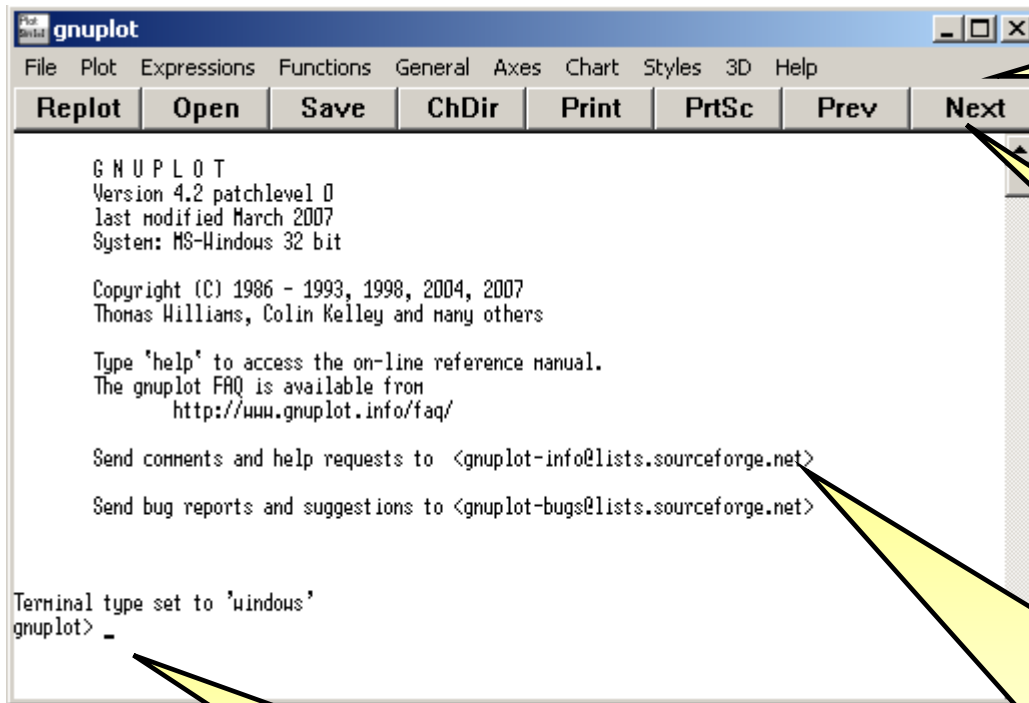 gnuplot
File Plot Expressions Functions General Axes Chart Styles 3D Help
Replot Open Save ChDir Print PrtSc Prev Next
G N U P L O T
Version 4.2 patchlevel 0
last modified March 2007
System: MS-Windows 32 bit
Copyright (C) 1986 - 1993, 1998, 2004, 2007
Thomas Williams, Colin Kelley and many others
Type `help` to access the on-line reference manual.
The gnuplot FAQ is available from
http://www.gnuplot.info/faq/
Send comments and help requests to <gnuplot-info@lists.sourceforge.net>
Send bug reports and suggestions to <gnuplot-bugs@lists.sourceforge.net>
Terminal type set to 'windows'
gnuplot> _